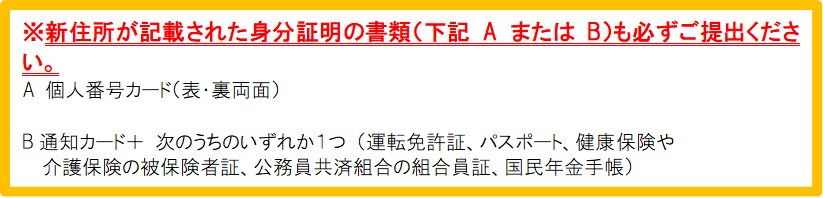 ※新住所が記載された身分証明の書類（下記 A または B）も必ずご提出くださ
い。
A 個人番号カード（表・裏両面）
B 通知カード＋ 次のうちのいずれか1つ （運転免許証、パスポート、健康保険や
介護保険の被保険者証、公務員共済組合の組合員証、国民年金手帳）